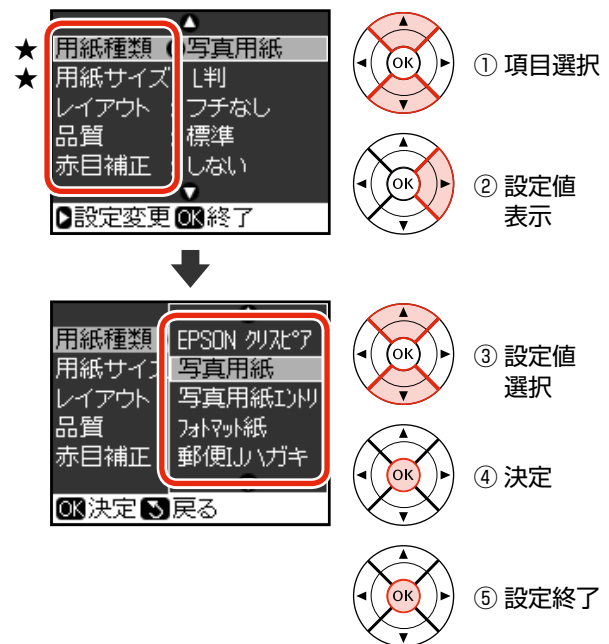 ★ 用紙種類 写真用紙
★ 用紙サイズ : L判
レイアウト : フチなし
品質 : 標準
赤目補正 : しない
設定変更 OK 終了
OK
① 項目選択
OK
② 設定値
表示
用紙種類 EPSON クリスピア
用紙サイズ 写真用紙
レイアウト 写真用紙エントリ
品質 フォトマット紙
赤目補正 郵便IJハガキ
OK 決定 戻る
OK
③ 設定値
選択
OK
④ 決定
OK
⑤ 設定終了